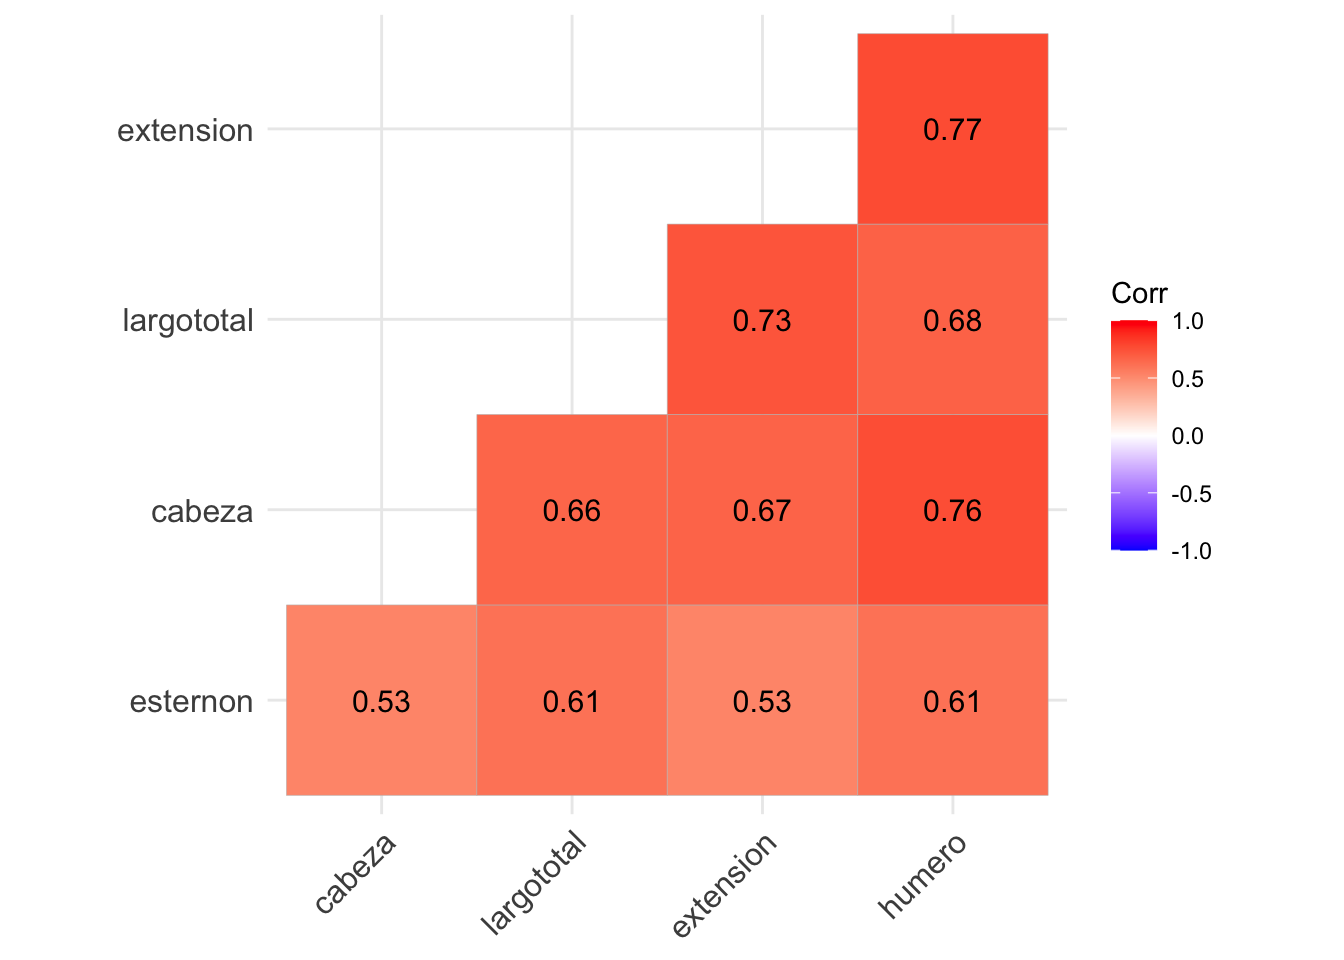 extension
0.77
largototal
0.73 0.68
cabeza
0.66 0.67 0.76
esternon
0.53 0.61 0.53 0.61
cabeza
largototal
extension
humero
Corr
1.0
0.5
0.0
-0.5
-1.0